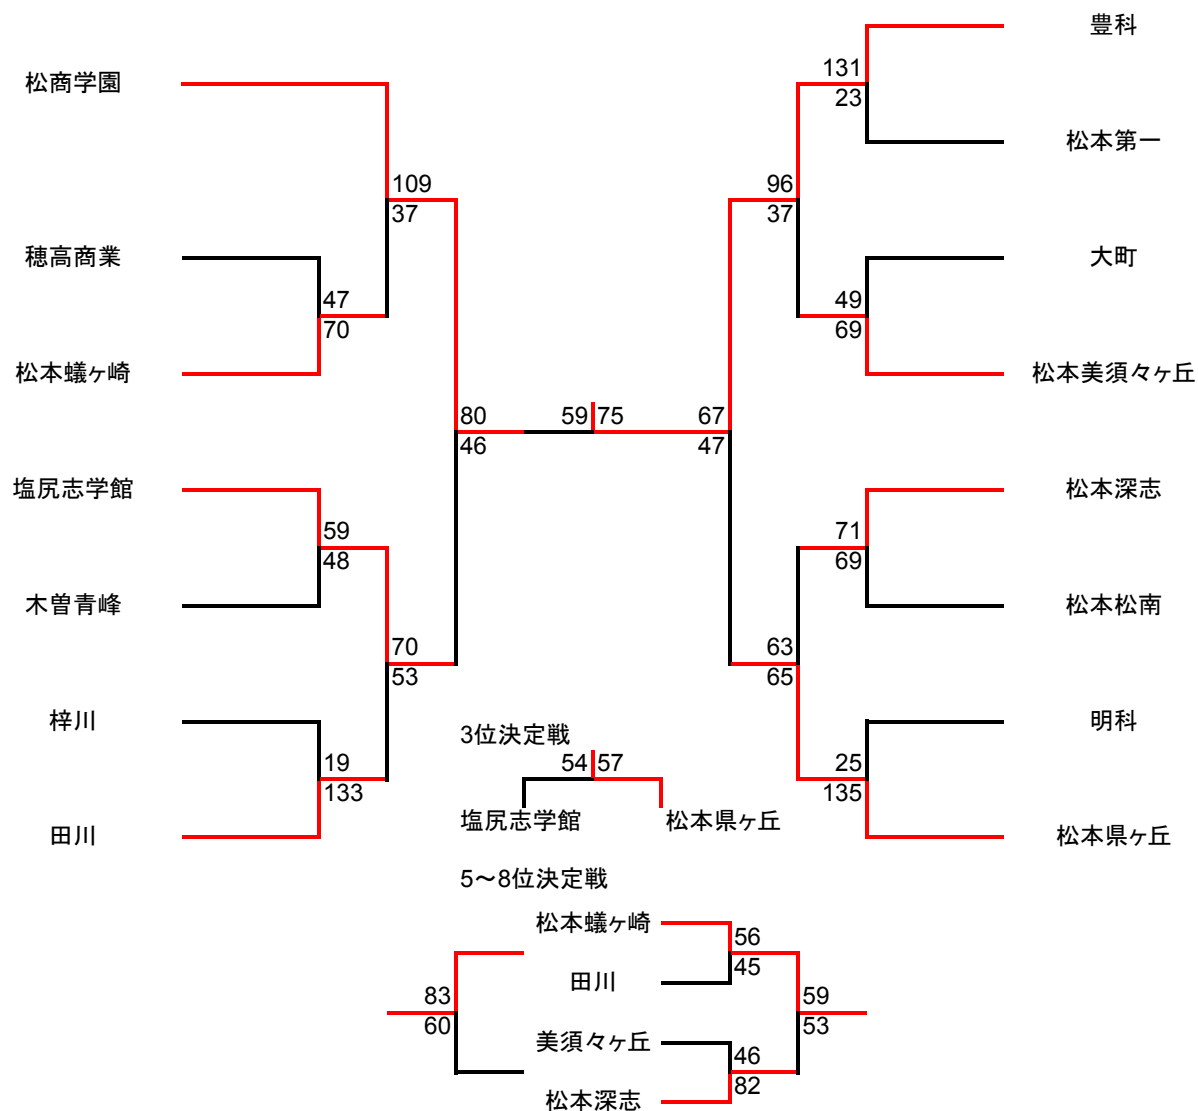 豊科
松商学園
131
23
松本第一
109
37
96
37
穂高商業
大町
47
70
49
69
松本蟻ヶ崎
松本美須々ヶ丘
80
46
59 75
67
47
塩尻志学館
松本深志
59
48
71
69
木曽青峰
松本松南
70
53
63
65
梓川
明科
3位決定戦
19
133
54 57
25
135
塩尻志学館
松本県ヶ丘
田川
松本県ヶ丘
5~8位決定戦
松本蟻ヶ崎
56
45
田川
83
60
59
53
美須々ヶ丘
46
82
松本深志